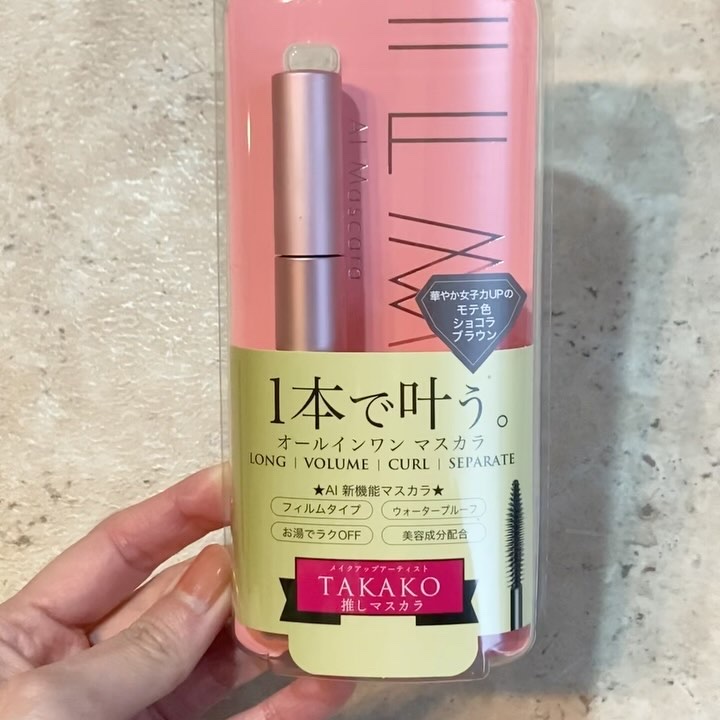 AI Mascara
華やか女子力UPの
モテ色
ショコラ
ブラウン
1本で叶う。
オールインワン マスカラ
LONG | VOLUME | CURL | SEPARATE
★AI 新機能マスカラ★
フィルムタイプ
ウォータープルーフ
お湯でラクOFF
美容成分配合
メイクアップアーティスト
TAKAKO
推しマスカラ